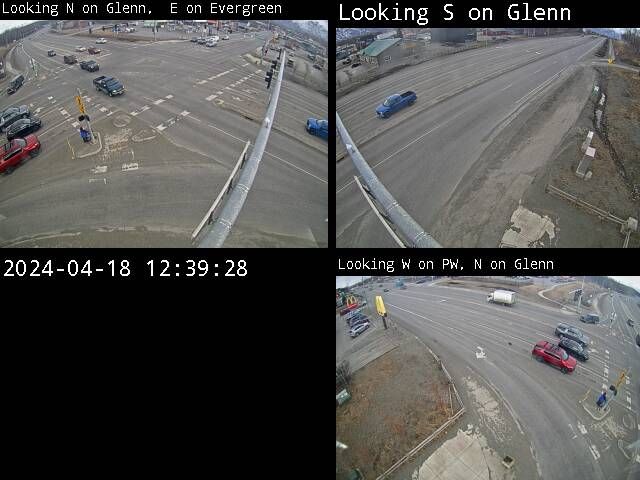 Looking N on Glenn,  E on Evergreen
Looking S on Glenn
2024-04-18 12:39:28
Looking W on PW, N on Glenn